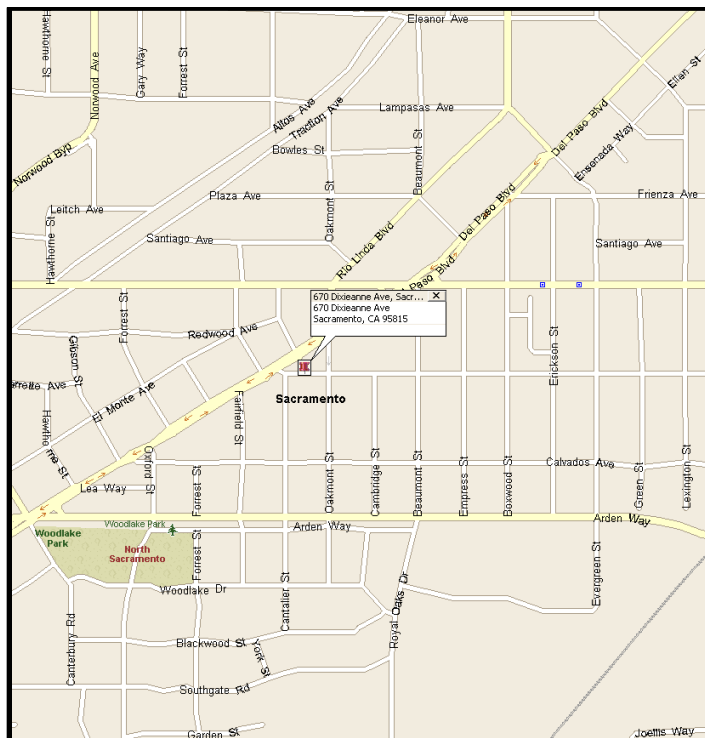 Eleanor Ave
Hawthorne St
Norwood Ave
Gary Way
Forrest St
Ellen St
Altos Ave
Traction Ave
Lampasas Ave
Del Paso Blvd
Ensenada Way
Bowles St
Beaumont St
Norwood Byp
Plaza Ave
Oakmont St
Del Paso Blvd
Frienza Ave
Leitch Ave
Hawthorne St
Santiago Ave
Rio Linda Blvd
Santiago Ave
Paso Blvd
670 Dixieanne Ave, Sacr...
670 Dixieanne Ave
Sacramento, CA 95815
Forrest St
Redwood Ave
Gibson St
Erickson St
Ave
El Monte Ave
Sacramento
Fairfield St
Hawthorne St
Oxford St
Calvados Ave
Lea Way
Forrest St
Oakmont St
Cambridge St
Beaumont St
Empress St
Boxwood St
Green St
Lexington St
Woodlake Park
Arden Way
Arden Way
Woodlake
Park
North
Sacramento
Forrest St
Woodlake Dr
Cantalier St
Royal Oaks Dr
Evergreen St
Canterbury Rd
Blackwood St
York St
Southgate Rd
Garden St
Joellis Way